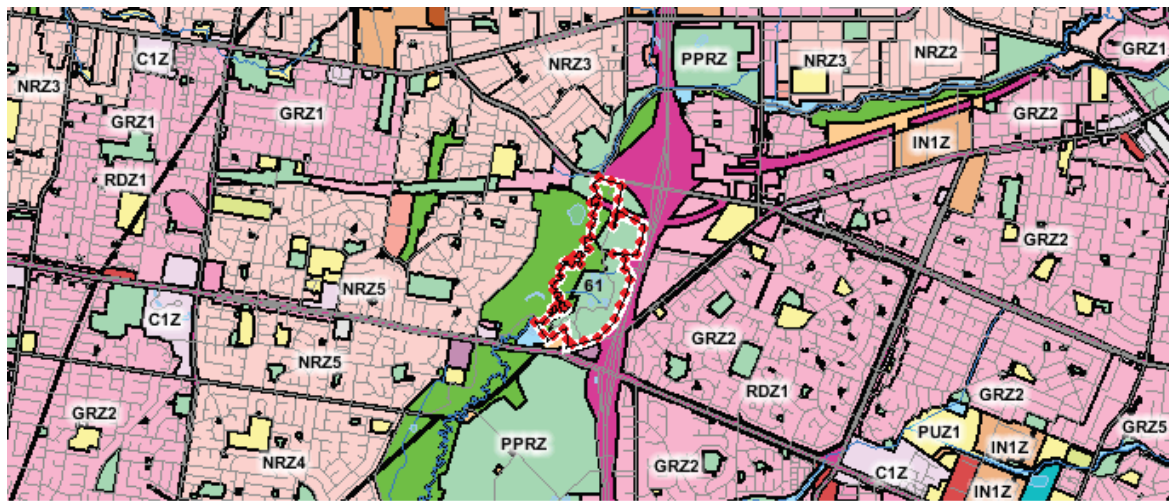 NRZ3
PPRZ
NRZ3
NRZ2
GRZ1
C1Z
NRZ3
GRZ1
GRZ1
GRZ2
IN1Z
RDZ1
GRZ2
61
NRZ5
C1Z
GRZ2
NRZ5
RDZ1
GRZ2
GRZ2
PUZ1
GRZ5
IN1Z
NRZ4
PPRZ
GRZ2
C1Z
IN1Z